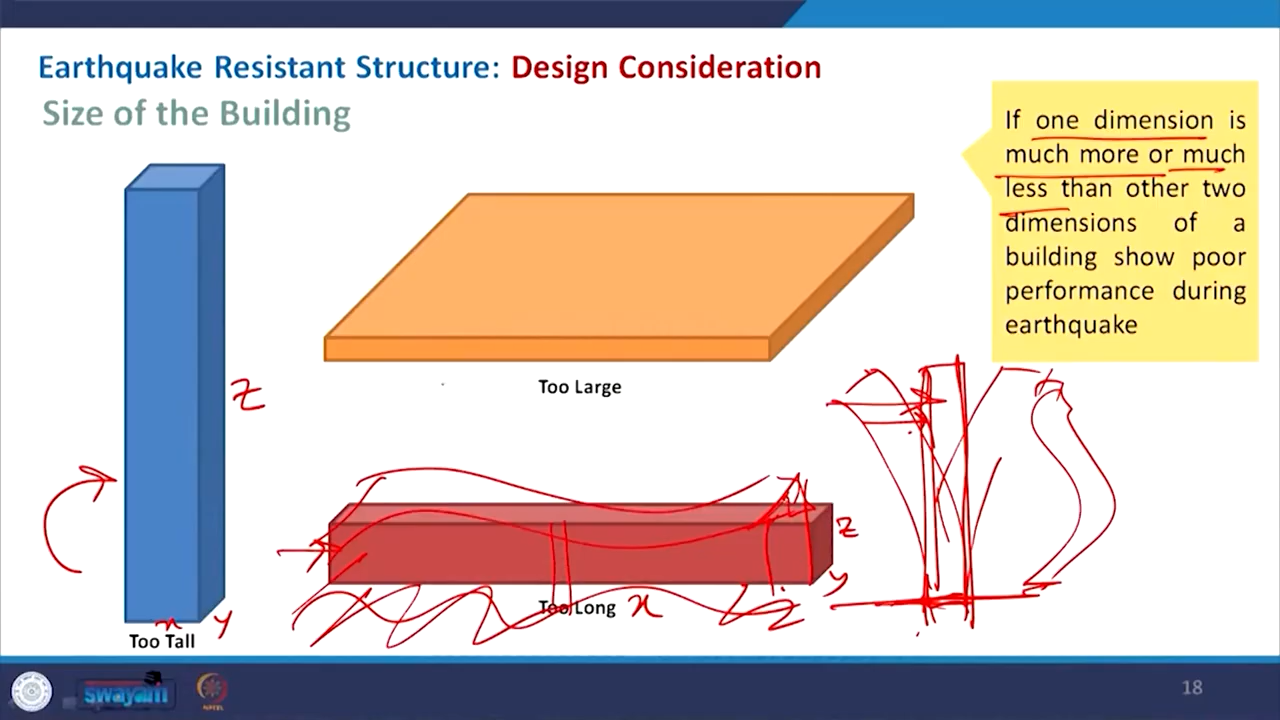 Earthquake Resistant Structure: Design Consideration
Size of the Building
If one dimension is
much more or much
less than other two
dimensions of a
building show poor
performance during
earthquake
Too Large
Z
z
y
Too Long
x
x
y
Too Tall
swayam
18